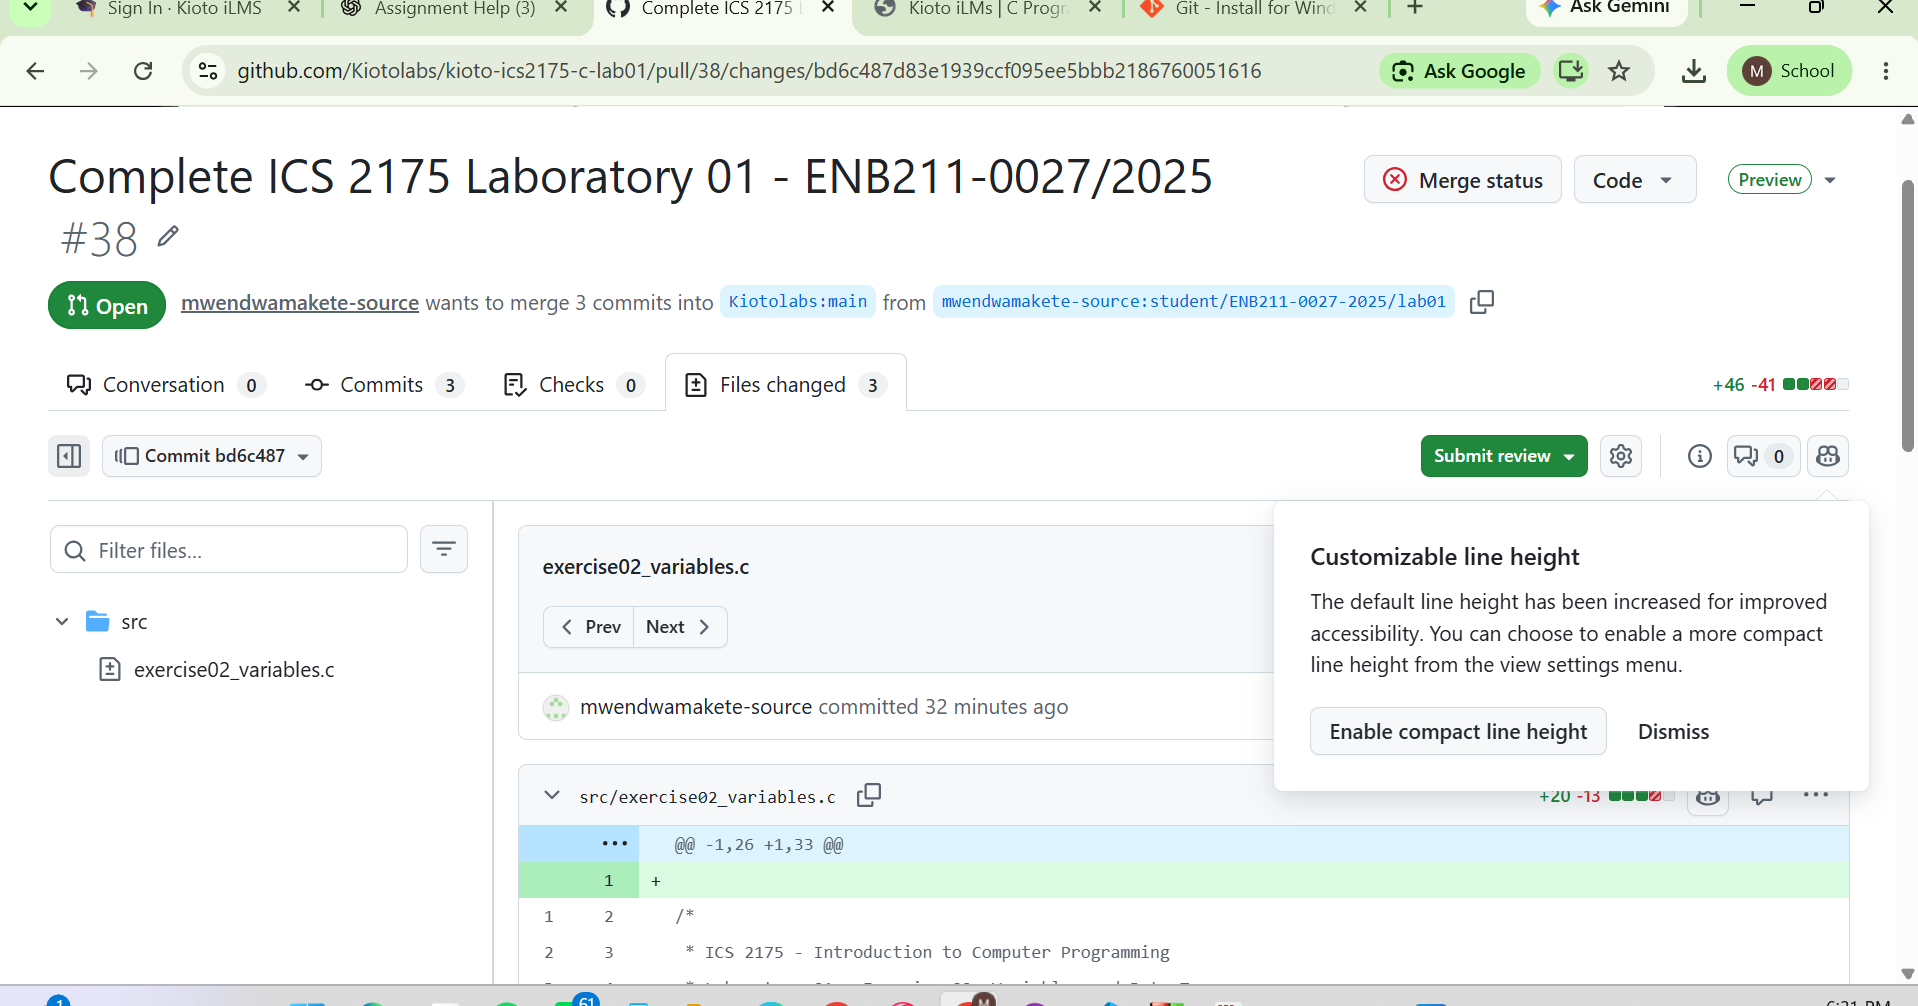 Sign In · Kioto iLMS
Assignment Help (3)
Complete ICS 2175
Kioto iLMs | C Progr
Git - Install for Wind
Ask Gemini
github.com/Kiotolabs/kioto-ics2175-c-lab01/pull/38/changes/bd6c487d83e1939ccf095ee5bbb2186760051616
Ask Google
M School
Complete ICS 2175 Laboratory 01 - ENB211-0027/2025
#38
Merge status
Code
Preview
Open
mwendwamakete-source wants to merge 3 commits into Kiotolabs:main from mwendwamakete-source:student/ENB211-0027-2025/lab01
Conversation 0
Commits 3
Checks 0
Files changed 3
+46 -41
Commit bd6c487
Submit review
0
Filter files...
src
exercise02_variables.c
exercise02_variables.c
Prev
Next
mwendwamakete-source committed 32 minutes ago
Customizable line height
The default line height has been increased for improved
accessibility. You can choose to enable a more compact
line height from the view settings menu.
Enable compact line height
Dismiss
src/exercise02_variables.c
+20 -13
@@ -1,26 +1,33 @@
1 +
1 2 /*
2 3 * ICS 2175 - Introduction to Computer Programming
1
61
M